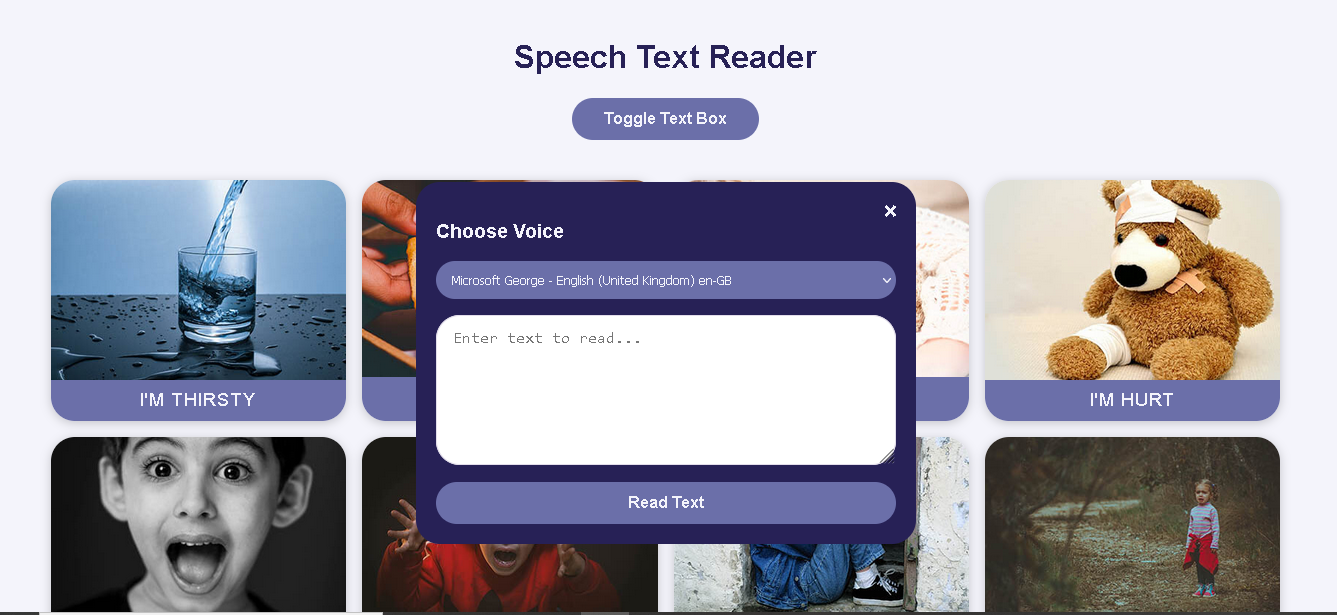 Speech Text Reader
Toggle Text Box
×
Choose Voice
Microsoft George - English (United Kingdom) en-GB
Enter text to read...
Read Text
I'M THIRSTY
I'M HURT